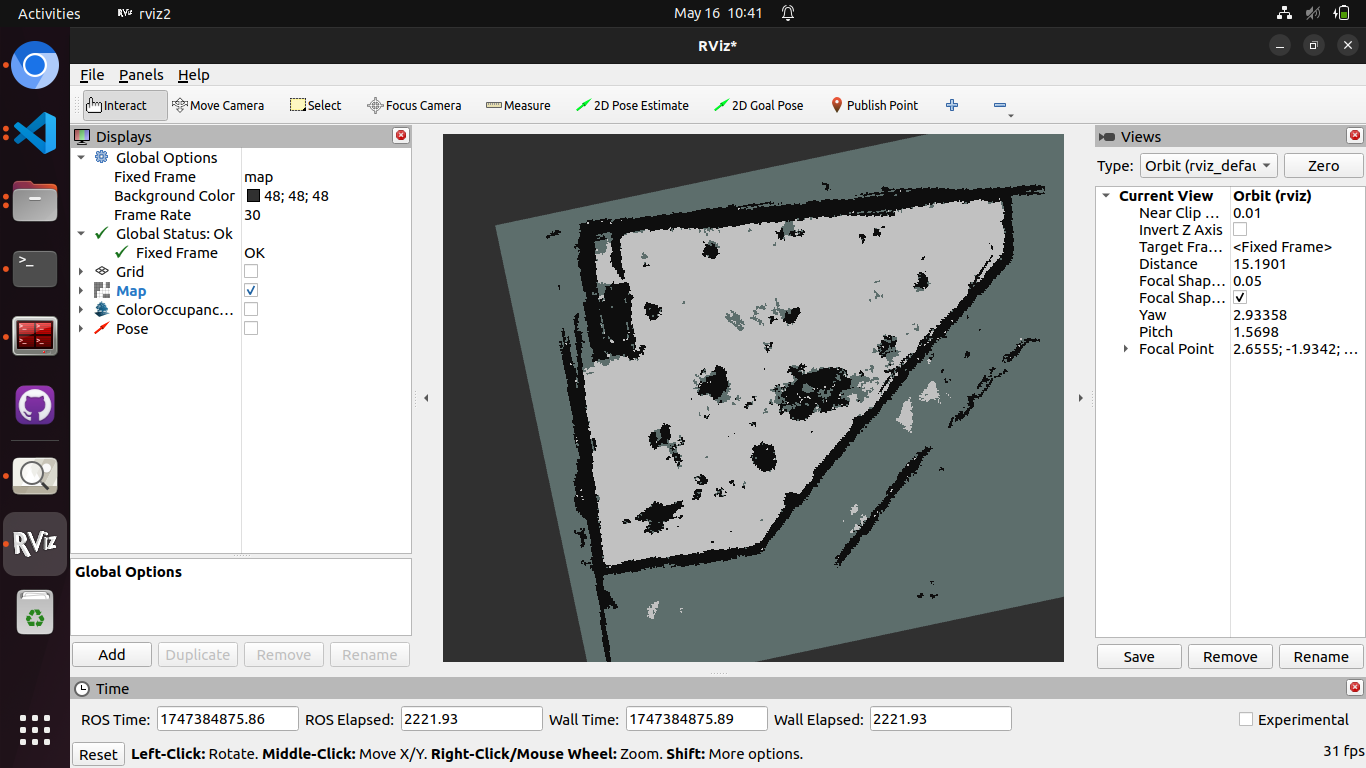 Activities rviz2 May 16 10:41
RViz*
File Panels Help
Interact Move Camera Select Focus Camera Measure 2D Pose Estimate 2D Goal Pose Publish Point
Displays
Global Options
Fixed Frame map
Background Color 48; 48; 48
Frame Rate 30
Global Status: Ok
Fixed Frame OK
Grid
Map
ColorOccupanc...
Pose
Global Options
Add Duplicate Remove Rename
Views
Type: Orbit (rviz_defau Zero
Current View Orbit (rviz)
Near Clip ... 0.01
Invert Z Axis
Target Fra... <Fixed Frame>
Distance 15.1901
Focal Shap... 0.05
Focal Shap...
Yaw 2.93358
Pitch 1.5698
Focal Point 2.6555; -1.9342; ...
Save Remove Rename
RViz
Time
ROS Time: 1747384875.86 ROS Elapsed: 2221.93 Wall Time: 1747384875.89 Wall Elapsed: 2221.93 Experimental
Reset Left-Click: Rotate. Middle-Click: Move X/Y. Right-Click/Mouse Wheel: Zoom. Shift: More options. 31 fps